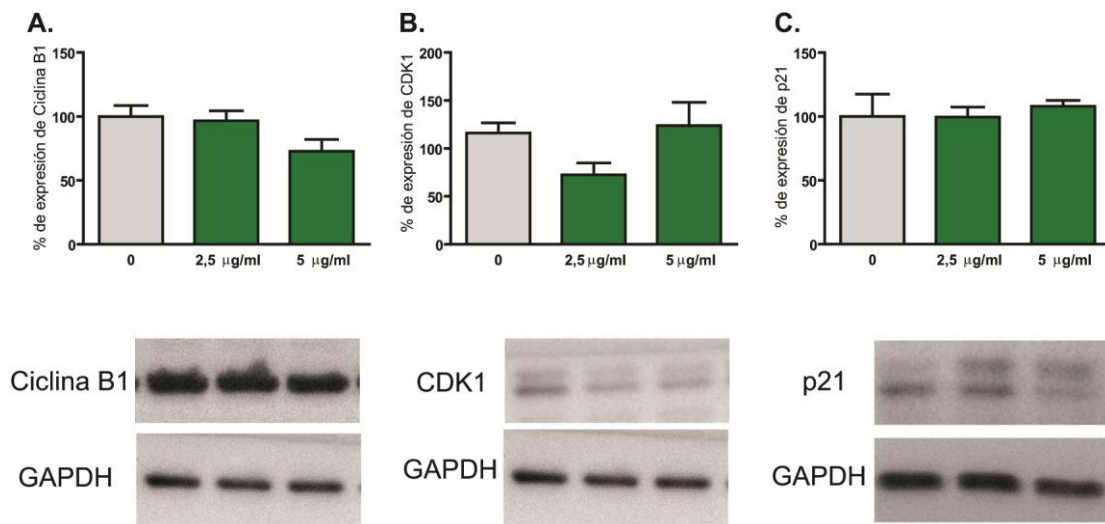 A.
% de expresión de Ciclina B1
150
100
50
0
0
2,5 µg/ml
5 µg/ml
B.
% de expresión de CDK1
200
150
100
50
0
0
2,5 µg/ml
5 µg/ml
C.
% de expresión de p21
150
100
50
0
0
2,5 µg/ml
5 µg/ml
Ciclina B1
GAPDH
CDK1
GAPDH
p21
GAPDH